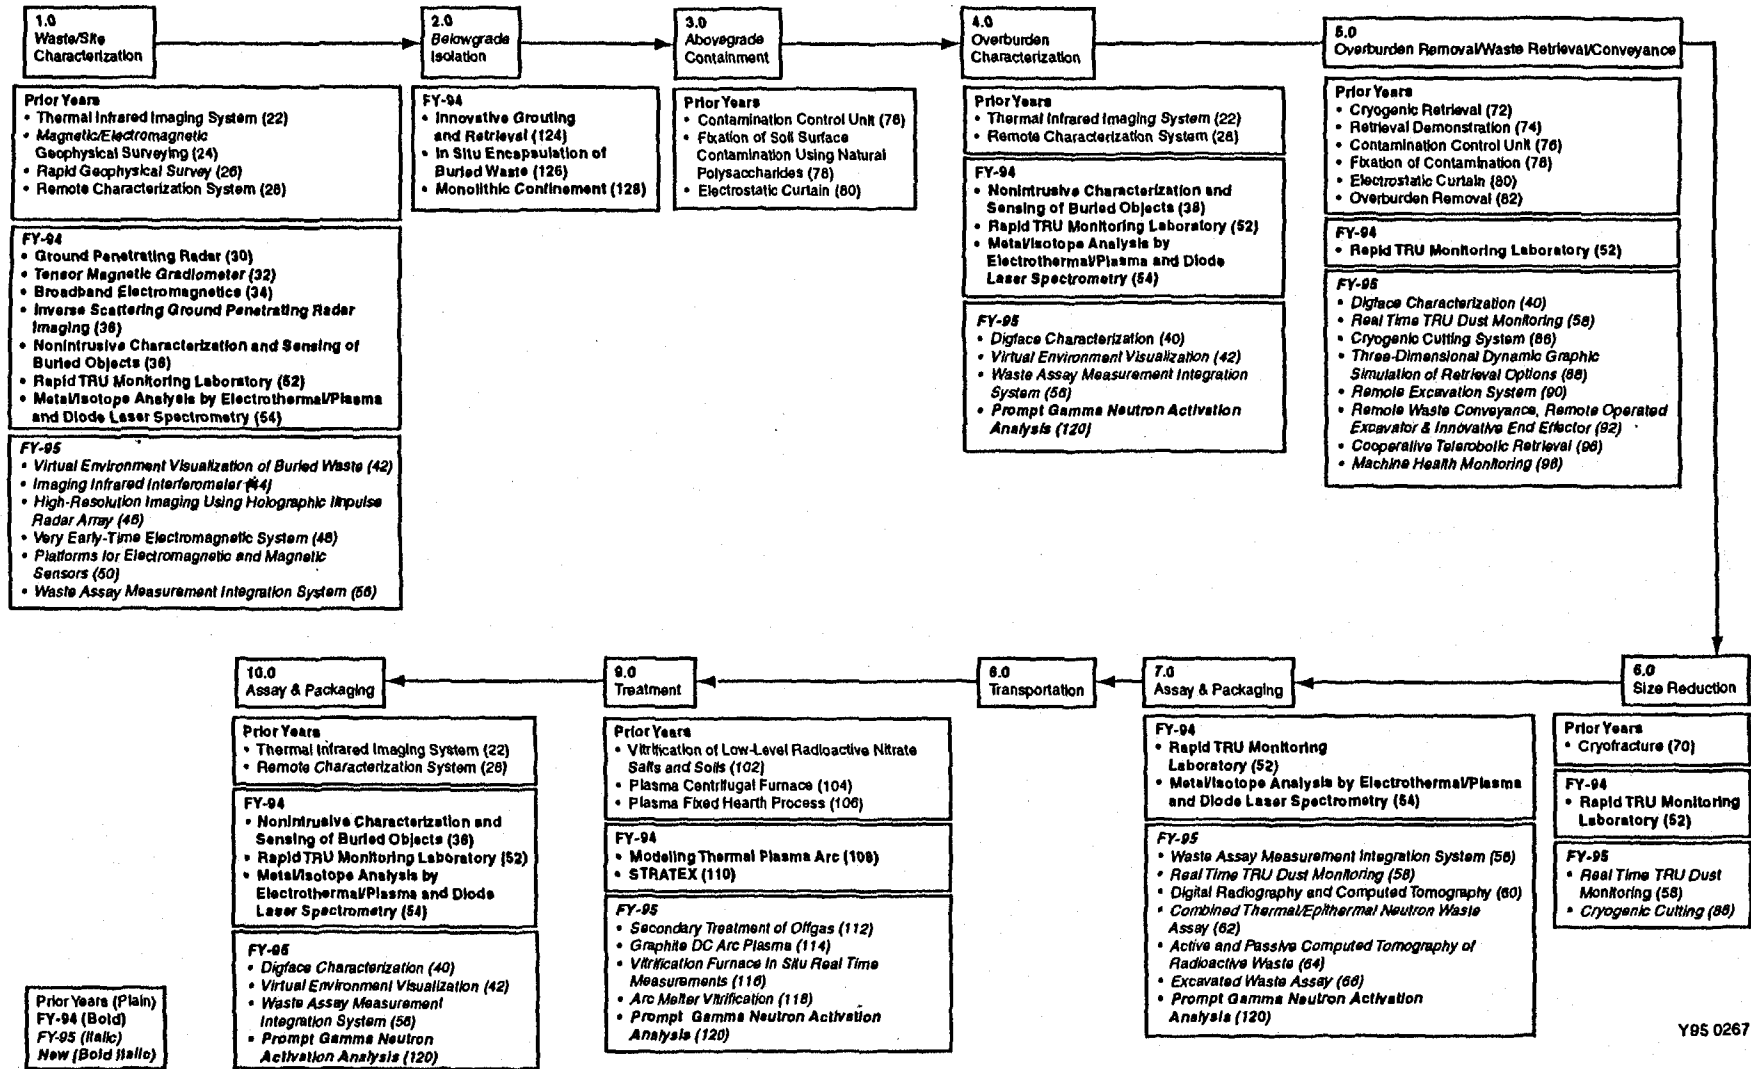 1.0
Waste/Site
Characterization
2.0
Belowgrade
Isolation
3.0
Abovegrade
Containment
4.0
Overburden
Characterization
5.0
Overburden Removal/Waste Retrieval/Conveyance
Prior Years
• Thermal Infrared Imaging System (22)
• Magnetic/Electromagnetic
Geophysical Surveying (24)
• Rapid Geophysical Survey (26)
• Remote Characterization System (28)
FY-94
• Ground Penetrating Radar (30)
• Tensor Magnetic Gradiometer (32)
• Broadband Electromagnetics (34)
• Inverse Scattering Ground Penetrating Radar
Imaging (36)
• Nonintrusive Characterization and Sensing of
Buried Objects (38)
• Rapid TRU Monitoring Laboratory (52)
• Metal/Isotope Analysis by Electrothermal/Plasma
and Diode Laser Spectrometry (54)
FY-95
• Virtual Environment Visualization of Buried Waste (42)
• Imaging Infrared Interferometer (44)
• High-Resolution Imaging Using Holographic Impulse
Radar Array (46)
• Very Early-Time Electromagnetic System (48)
• Platforms for Electromagnetic and Magnetic
Sensors (50)
• Waste Assay Measurement Integration System (56)
FY-94
• Innovative Grouting
and Retrieval (124)
• In Situ Encapsulation of
Buried Waste (126)
• Monolithic Confinement (128)
Prior Years
• Contamination Control Unit (76)
• Fixation of Soil Surface
Contamination Using Natural
Polysaccharides (78)
• Electrostatic Curtain (80)
Prior Years
• Thermal Infrared Imaging System (22)
• Remote Characterization System (28)
FY-94
• Nonintrusive Characterization and
Sensing of Buried Objects (38)
• Rapid TRU Monitoring Laboratory (52)
• Metal/Isotope Analysis by
Electrothermal/Plasma and Diode
Laser Spectrometry (54)
FY-95
• Digface Characterization (40)
• Virtual Environment Visualization (42)
• Waste Assay Measurement Integration
System (56)
• Prompt Gamma Neutron Activation
Analysis (120)
Prior Years
• Cryogenic Retrieval (72)
• Retrieval Demonstration (74)
• Contamination Control Unit (76)
• Fixation of Contamination (78)
• Electrostatic Curtain (80)
• Overburden Removal (82)
FY-94
• Rapid TRU Monitoring Laboratory (52)
FY-95
• Digface Characterization (40)
• Real Time TRU Dust Monitoring (58)
• Cryogenic Cutting System (86)
• Three-Dimensional Dynamic Graphic
Simulation of Retrieval Options (88)
• Remote Excavation System (90)
• Remote Waste Conveyance, Remote Operated
Excavator & Innovative End Effector (92)
• Cooperative Telerobotic Retrieval (96)
• Machine Health Monitoring (98)
10.0
Assay & Packaging
9.0
Treatment
8.0
Transportation
7.0
Assay & Packaging
6.0
Size Reduction
Prior Years
• Thermal Infrared Imaging System (22)
• Remote Characterization System (28)
FY-94
• Nonintrusive Characterization and
Sensing of Buried Objects (38)
• Rapid TRU Monitoring Laboratory (52)
• Metal/Isotope Analysis by
Electrothermal/Plasma and Diode
Laser Spectrometry (54)
FY-95
• Digface Characterization (40)
• Virtual Environment Visualization (42)
• Waste Assay Measurement
Integration System (56)
• Prompt Gamma Neutron
Activation Analysis (120)
Prior Years
• Vitrification of Low-Level Radioactive Nitrate
Salts and Soils (102)
• Plasma Centrifugal Furnace (104)
• Plasma Fixed Hearth Process (106)
FY-94
• Modeling Thermal Plasma Arc (108)
• STRATEX (110)
FY-95
• Secondary Treatment of Offgas (112)
• Graphite DC Arc Plasma (114)
• Vitrification Furnace In Situ Real Time
Measurements (116)
• Arc Melter Vitrification (118)
• Prompt Gamma Neutron Activation
Analysis (120)
FY-94
• Rapid TRU Monitoring
Laboratory (52)
• Metal/Isotope Analysis by Electrothermal/Plasma
and Diode Laser Spectrometry (54)
FY-95
• Waste Assay Measurement Integration System (56)
• Real Time TRU Dust Monitoring (58)
• Digital Radiography and Computed Tomography (60)
• Combined Thermal/Epithermal Neutron Waste
Assay (62)
• Active and Passive Computed Tomography of
Radioactive Waste (64)
• Excavated Waste Assay (66)
• Prompt Gamma Neutron Activation
Analysis (120)
Prior Years
• Cryofracture (70)
FY-94
• Rapid TRU Monitoring
Laboratory (52)
FY-95
• Real Time TRU Dust
Monitoring (58)
• Cryogenic Cutting (86)
Prior Years (Plain)
FY-94 (Bold)
FY-95 (Italic)
New (Bold Italic)
Y95 0267